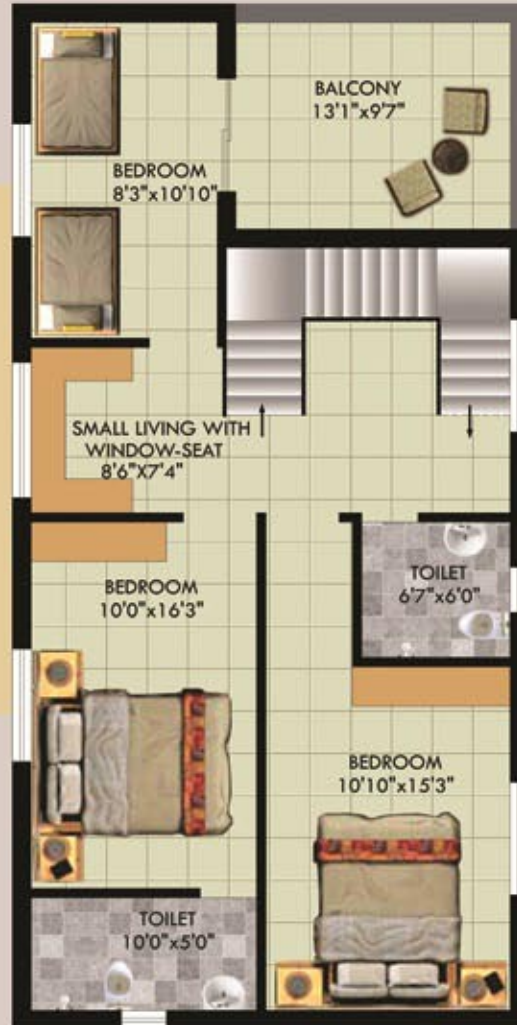 BALCONY
13'1"x9'7"
BEDROOM
8'3"x10'10"
SMALL LIVING WITH
WINDOW-SEAT
8'6"X7'4"
TOILET
6'7"x6'0"
BEDROOM
10'0"x16'3"
BEDROOM
10'10"x15'3"
TOILET
10'0"x5'0"